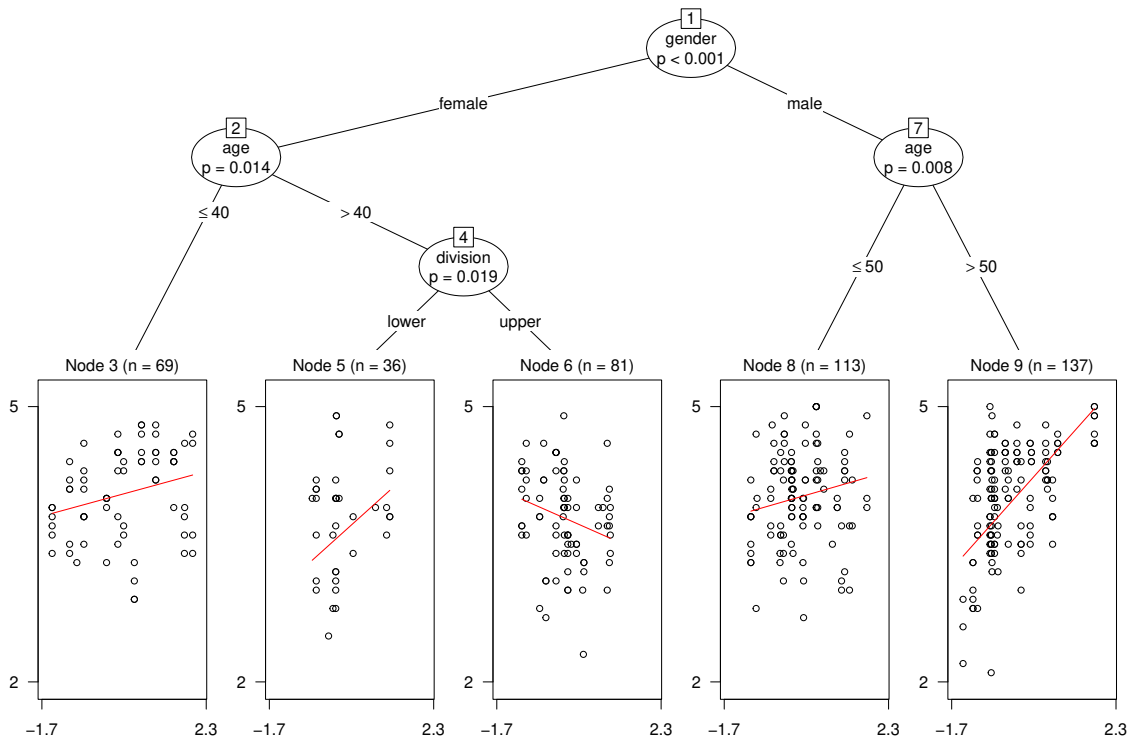 1
gender
p < 0.001
female
male
2
age
p = 0.014
7
age
p = 0.008
≤ 40
> 40
4
division
p = 0.019
≤ 50
> 50
lower
upper
Node 3 (n = 69)
Node 5 (n = 36)
Node 6 (n = 81)
Node 8 (n = 113)
Node 9 (n = 137)
5
5
5
5
5
2
2
2
2
2
−1.7
2.3
−1.7
2.3
−1.7
2.3
−1.7
2.3
−1.7
2.3